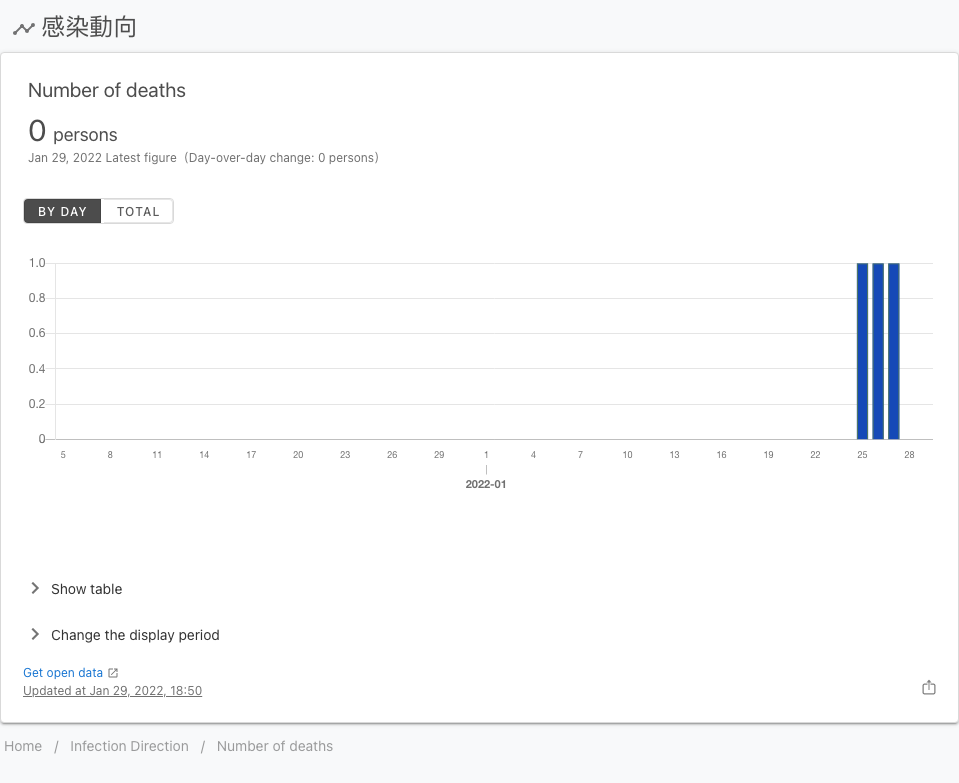 感染動向
Number of deaths
0 persons
Jan 29, 2022 Latest figure (Day-over-day change: 0 persons)
BY DAY TOTAL
1.0
0.8
0.6
0.4
0.2
0
5 8 11 14 17 20 23 26 29 1 4 7 10 13 16 19 22 25 28
2022-01
Show table
Change the display period
Get open data
Updated at Jan 29, 2022, 18:50
Home / Infection Direction / Number of deaths